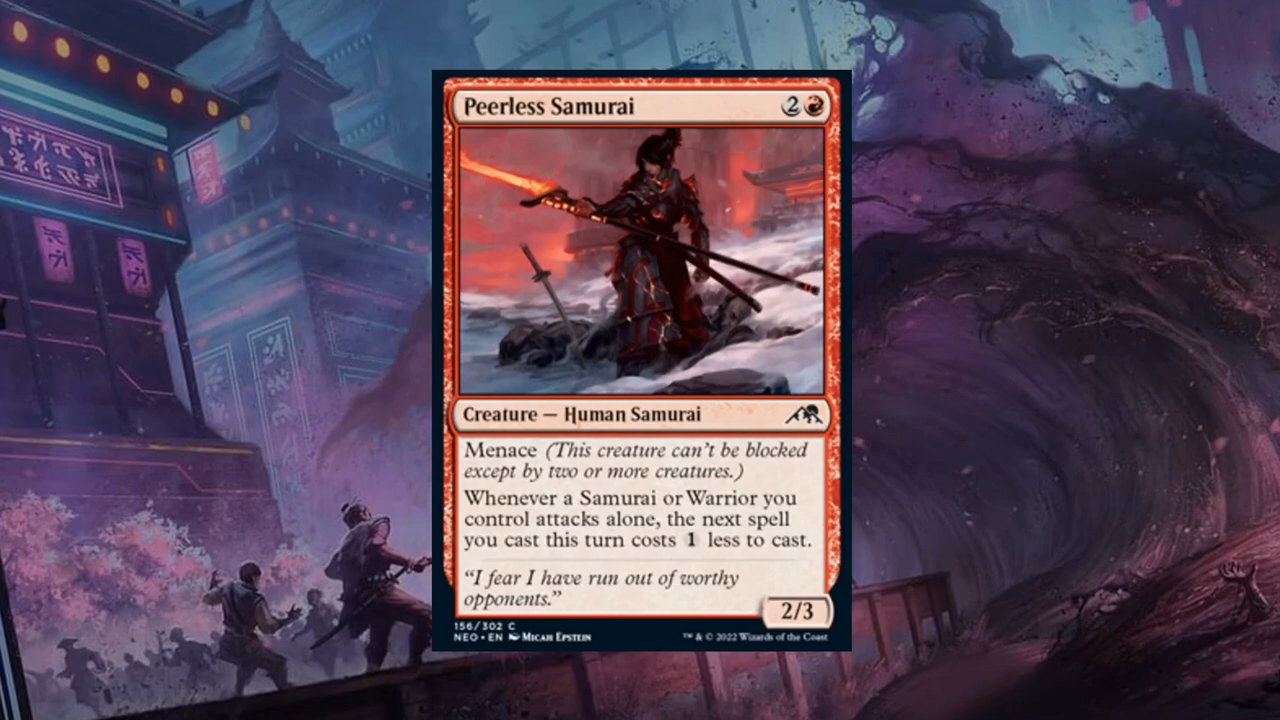 Peerless Samurai 2
Creature — Human Samurai
Menace (This creature can't be blocked
except by two or more creatures.)
Whenever a Samurai or Warrior you
control attacks alone, the next spell
you cast this turn costs 1 less to cast.
“I fear I have run out of worthy
opponents.”
2/3
156/302 C
NEO • EN Micah Epstein
™ & © 2022 Wizards of the Coast